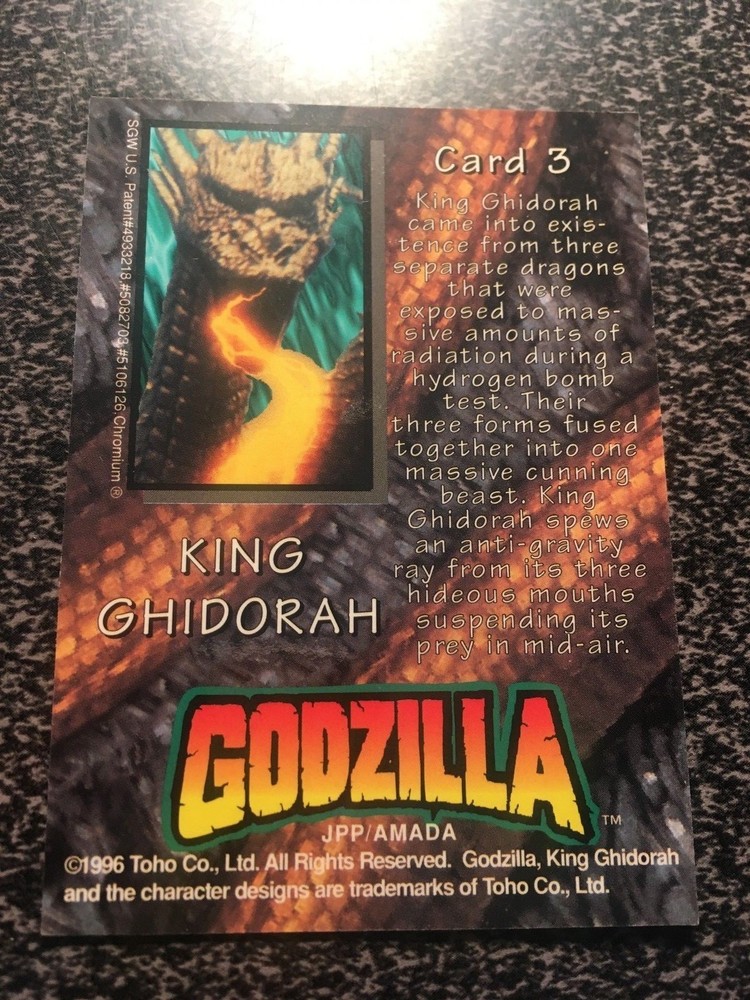 SGW U.S. Patent#4933218,#5082703,#5106126,Chromium ®
Card 3
King Ghidorah
came into exis-
tence from three
separate dragons
that were
exposed to mas-
sive amounts of
radiation during a
hydrogen bomb
test. Their
three forms fused
together into one
massive cunning
beast. King
Ghidorah spews
an anti-gravity
ray from its three
hideous mouths
suspending its
prey in mid-air.
KING
GHIDORAH
GODZILLA
TM
JPP/AMADA
©1996 Toho Co., Ltd. All Rights Reserved. Godzilla, King Ghidorah
and the character designs are trademarks of Toho Co., Ltd.